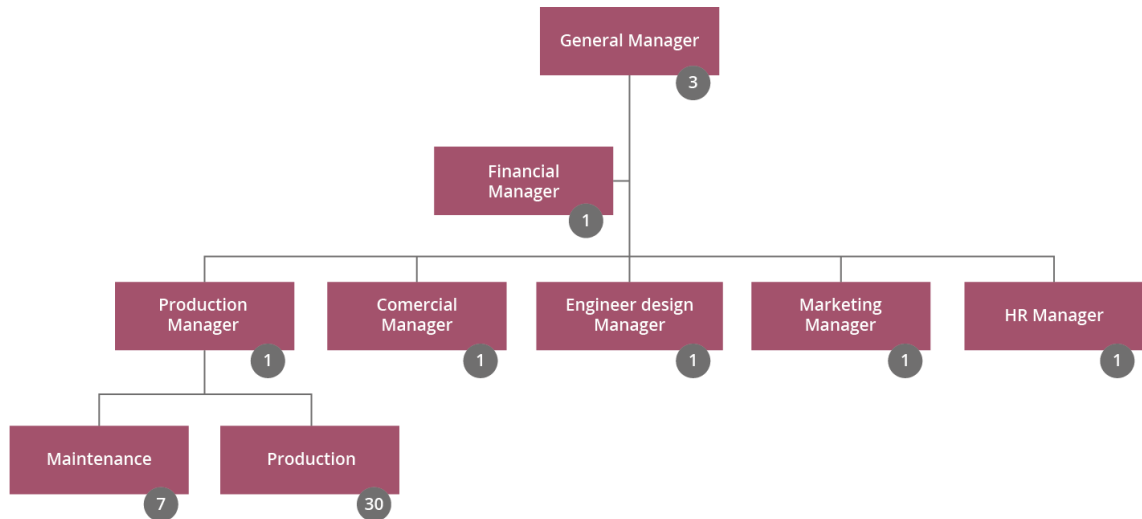 General Manager
3
Financial
Manager
1
Production
Manager
1
Comercial
Manager
1
Engineer design
Manager
1
Marketing
Manager
1
HR Manager
1
Maintenance
7
Production
30